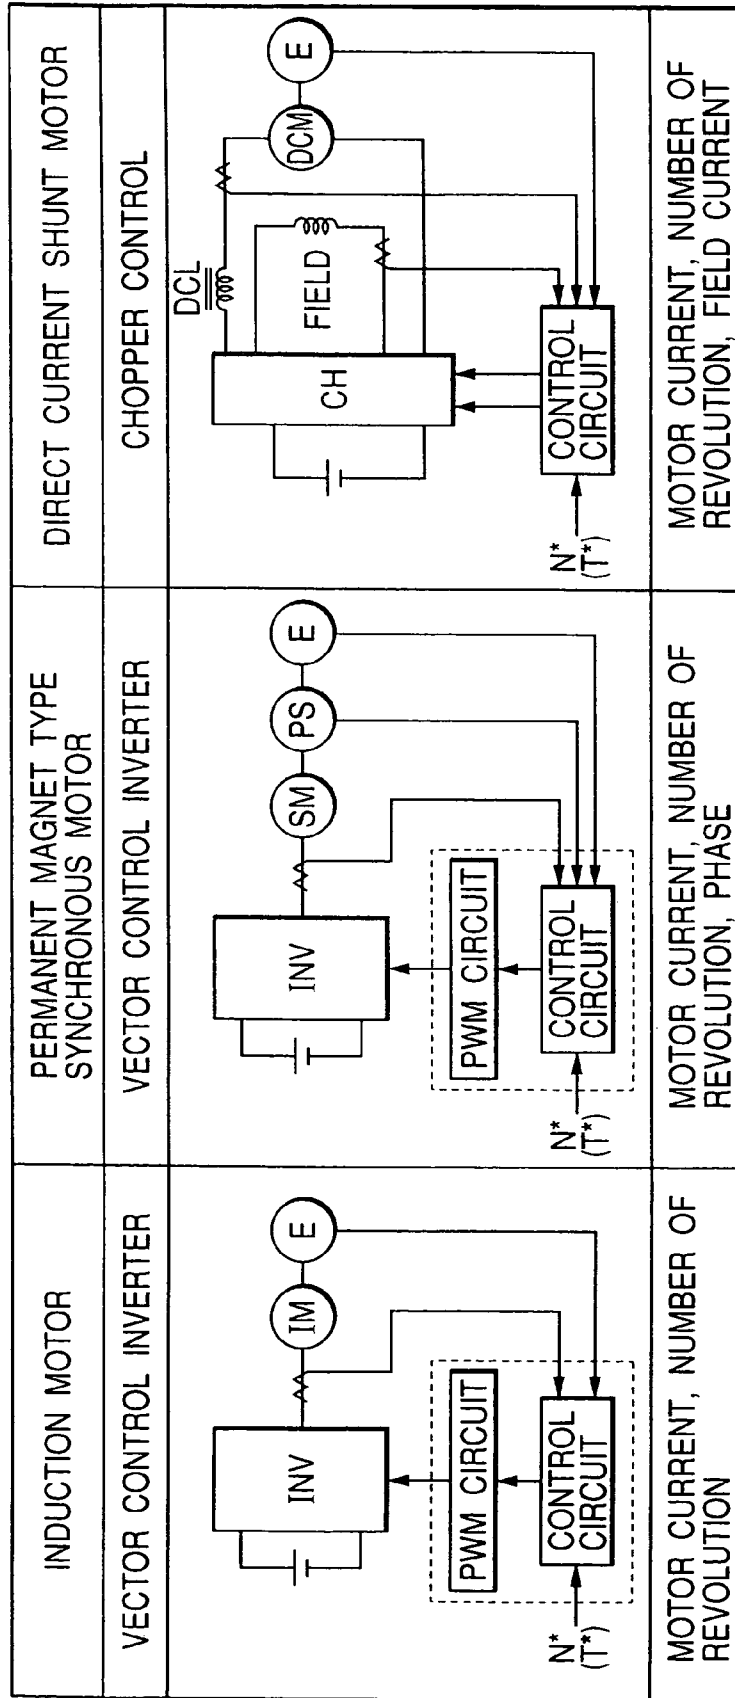 INDUCTION MOTOR
PERMANENT MAGNET TYPE
SYNCHRONOUS MOTOR
DIRECT CURRENT SHUNT MOTOR
VECTOR CONTROL INVERTER
VECTOR CONTROL INVERTER
CHOPPER CONTROL
INV
IM
E
PWM CIRCUIT
CONTROL
CIRCUIT
N*
(T*)
INV
SM
PS
E
PWM CIRCUIT
CONTROL
CIRCUIT
N*
(T*)
DCL
FIELD
CH
DCM
E
CONTROL
CIRCUIT
N*
(T*)
MOTOR CURRENT, NUMBER OF
REVOLUTION
MOTOR CURRENT, NUMBER OF
REVOLUTION, PHASE
MOTOR CURRENT, NUMBER OF
REVOLUTION, FIELD CURRENT